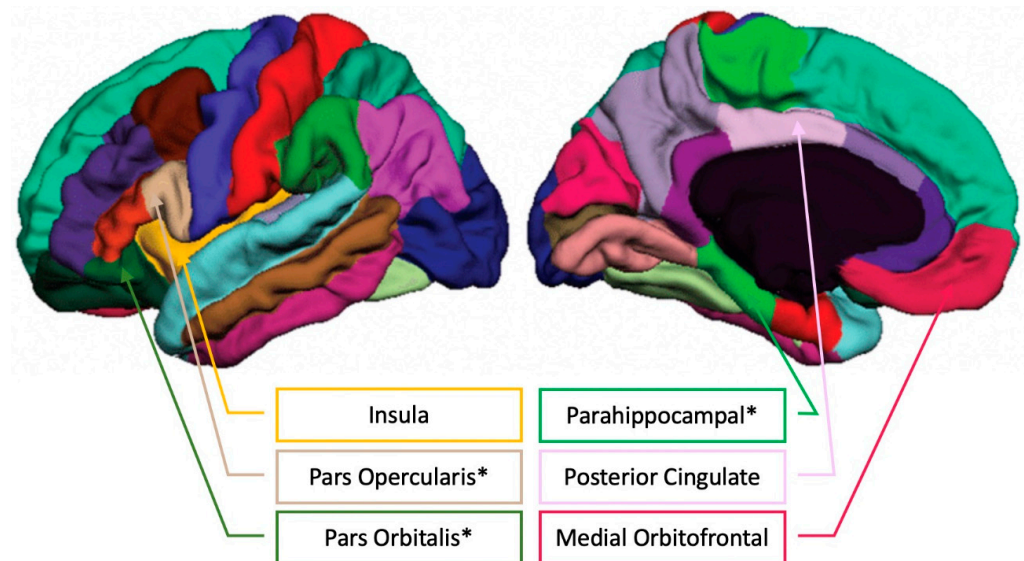 Insula
Parahippocampal*
Pars Opercularis*
Posterior Cingulate
Pars Orbitalis*
Medial Orbitofrontal